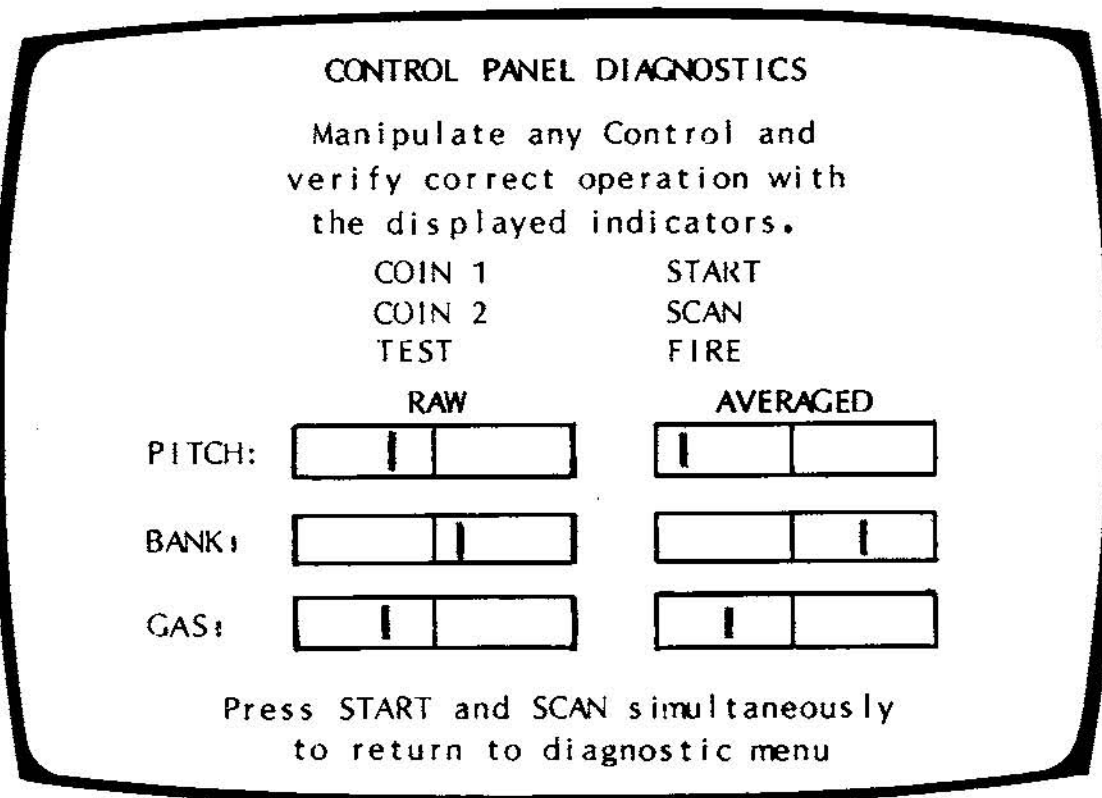 CONTROL PANEL DIAGNOSTICS
Manipulate any Control and
verify correct operation with
the displayed indicators.
COIN 1 START
COIN 2 SCAN
TEST FIRE
RAW AVERAGED
PITCH:
BANK:
GAS:
Press START and SCAN simultaneously
to return to diagnostic menu